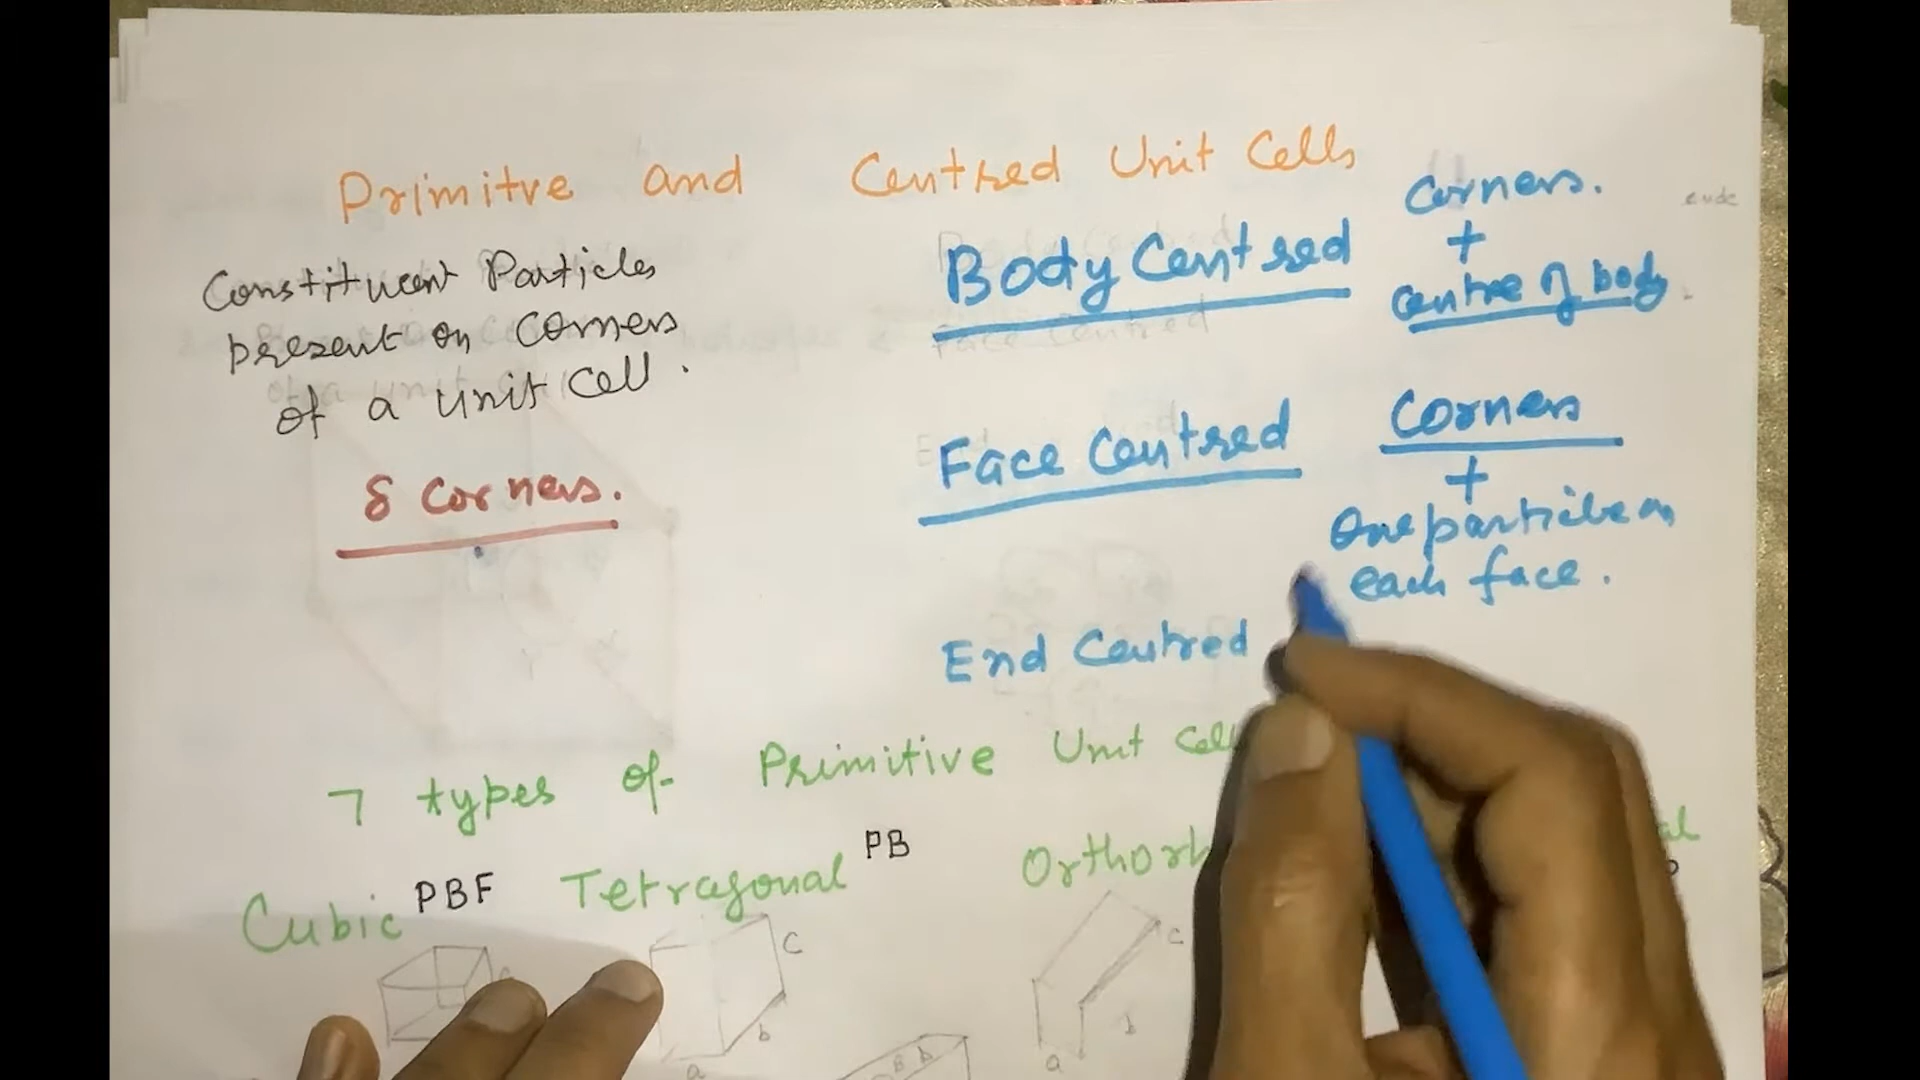 Primitve and Centred Unit Cells
Constituent Particles
present on corners
of a unit cell.
8 corners.
Body Centred
corners.
+
centre of body
Face Centred
Corners
+
One particle on
each face.
End Centred
7 types of Primitive Unit Cell
Cubic PBF Tetragonal PB Orthorh
al
c
b
a
c
b
a
B b